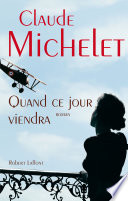 Claude
Michelet
Quand ce jour
viendra
ROMAN
Robert Laffont